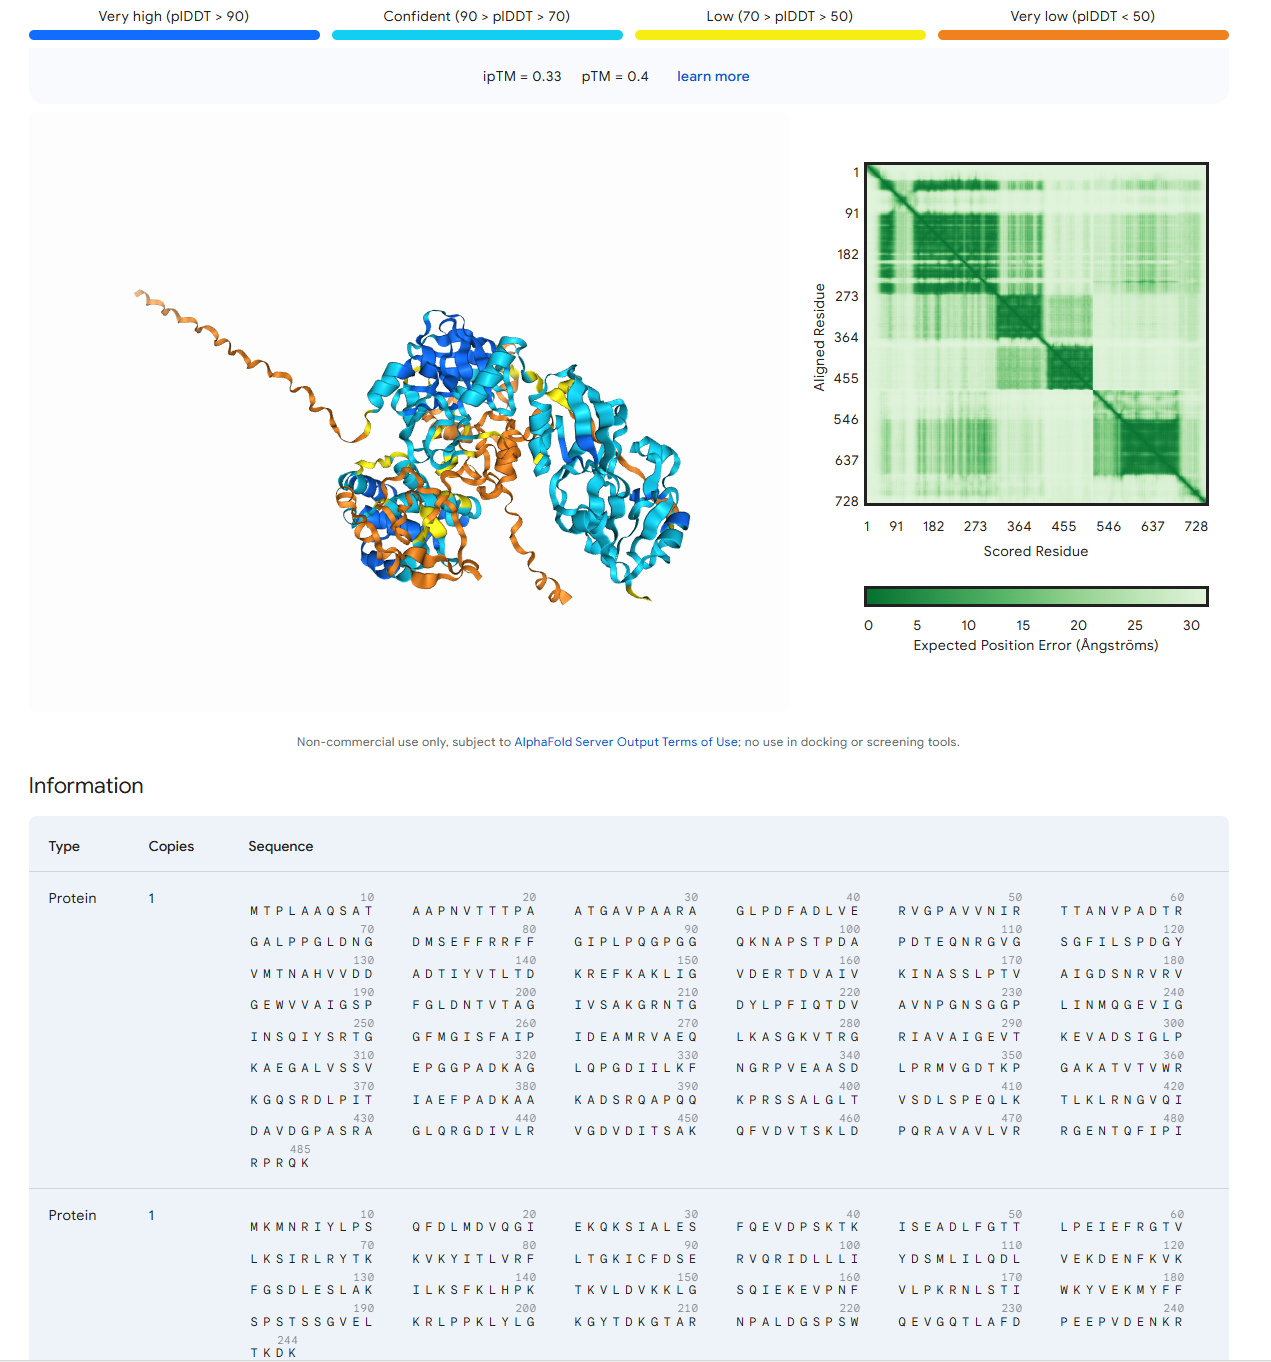 Very high (plDDT > 90) Confident (90 > plDDT > 70) Low (70 > plDDT > 50) Very low (plDDT < 50)
ipTM = 0.33 pTM = 0.4 learn more
1
91
182
273
364
455
546
637
728
Aligned Residue
1 91 182 273 364 455 546 637 728
Scored Residue
0 5 10 15 20 25 30
Expected Position Error (Ångströms)
Non-commercial use only, subject to AlphaFold Server Output Terms of Use; no use in docking or screening tools.
Information
Type Copies Sequence
Protein 1
10 20 30 40 50 60
MTPLAAQSAT AAPNVTTTPA ATGAVPAARA GLPDFADLVE RVGPAVVNIR TTANVPADTR
70 80 90 100 110 120
GALPPGLDNG DMSEFFRRFF GIPLPQGPGG QKNAPSTPDA PDTEQNRGVG SGFILSPDGY
130 140 150 160 170 180
VMTNAHVVDD ADTIYVTLTD KREFKAKLIG VDERTDVAIV KINASSLPTV AIGDSNRVRV
190 200 210 220 230 240
GEWVVAIGSP FGLDNTVTAG IVSAKGRNTG DYLPFIQTDV AVNPGNSGGP LINMQGEVIG
250 260 270 280 290 300
INSQIYSRTG GFMGISFAIP IDEAMRVAEQ LKASGKVTRG RIAVAIGEVT KEVADSIGLP
310 320 330 340 350 360
KAEGALVSSV EPGGPADKAG LQPGDIILKF NGRPVEAASD LPRMVGDTKP GAKATVTVWR
370 380 390 400 410 420
KGQSRDLPIT IAEFPADKAA KADSRQAPQQ KPRSSALGLT VSDLSPEQLK TLKLRNGVQI
430 440 450 460 470 480
DAVDGPASRA GLQRGDIVLR VGDVDITSAK QFVDVTSKLD PQRAVAVLVR RGENTQFIPI
485
RPRQK
Protein 1
10 20 30 40 50 60
MKMNRIYLPS QFDLMDVQGI EKQKSIALES FQEVDPSKTK ISEADLFGTT LPEIEFRGTV
70 80 90 100 110 120
LKSIRLRYTK KVKYITLVRF LTGKICFDSE RVQRIDLLLI YDSMLILQDL VEKDENFKVK
130 140 150 160 170 180
FGSDLESLAK ILKSFKLHPK TKVLDVKKLG SQIEKEVPNF VLPKRNLSTI WKYVEKMYFF
190 200 210 220 230 240
SPSTSSGVEL KRLPPKLYLG KGYTDKGTAR NPALDGSPSW QEVGQTLAFD PEEPVDENKR
244
TKDK